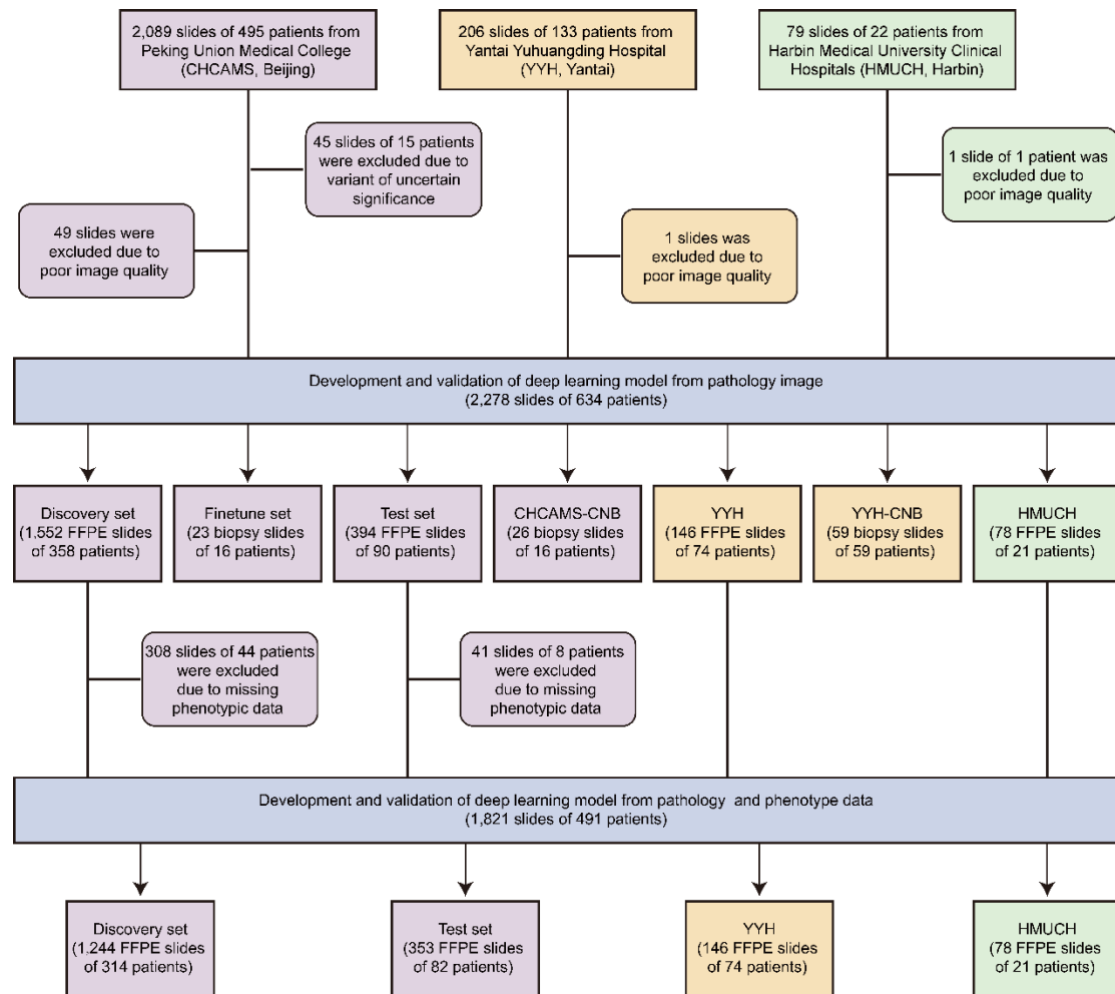 2,089 slides of 495 patients from
Peking Union Medical College
(CHCAMS, Beijing)
206 slides of 133 patients from
Yantai Yuhuangding Hospital
(YYH, Yantai)
79 slides of 22 patients from
Harbin Medical University Clinical
Hospitals (HMUCH, Harbin)
45 slides of 15 patients
were excluded due to
variant of uncertain
significance
1 slide of 1 patient was
excluded due to
poor image quality
49 slides were
excluded due to
poor image quality
1 slides was
excluded due to
poor image quality
Development and validation of deep learning model from pathology image
(2,278 slides of 634 patients)
Discovery set
(1,552 FFPE slides
of 358 patients)
Finetune set
(23 biopsy slides
of 16 patients)
Test set
(394 FFPE slides
of 90 patients)
CHCAMS-CNB
(26 biopsy slides
of 16 patients)
YYH
(146 FFPE slides
of 74 patients)
YYH-CNB
(59 biopsy slides
of 59 patients)
HMUCH
(78 FFPE slides
of 21 patients)
308 slides of 44 patients
were excluded
due to missing
phenotypic data
41 slides of 8 patients
were excluded
due to missing
phenotypic data
Development and validation of deep learning model from pathology and phenotype data
(1,821 slides of 491 patients)
Discovery set
(1,244 FFPE slides
of 314 patients)
Test set
(353 FFPE slides
of 82 patients)
YYH
(146 FFPE slides
of 74 patients)
HMUCH
(78 FFPE slides
of 21 patients)